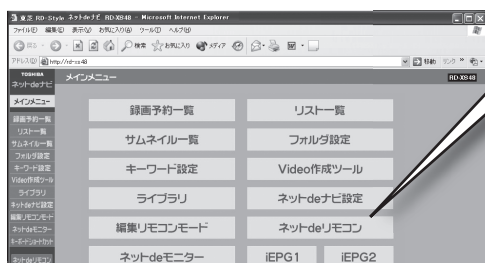 東芝 RD-Style ネットdeナビ RD-XS48 - Microsoft Internet Explorer
ファイル(F) 編集(E) 表示(V) お気に入り(A) ツール(T) ヘルプ(H)
戻る 検索 お気に入り メディア
アドレス(D) http://rd-xs48 移動 リンク
TOSHIBA
ネットdeナビ
メインメニュー
RD-XS48
メインメニュー
録画予約一覧
リスト一覧
サムネイル一覧
フォルダ設定
キーワード設定
Video作成ツール
ライブラリ
ネットdeナビ設定
編集リモコンモード
ネットdeモニター
キーボードショートカット
ネットdeリモコン
録画予約一覧 リスト一覧
サムネイル一覧 フォルダ設定
キーワード設定 Video作成ツール
ライブラリ ネットdeナビ設定
編集リモコンモード ネットdeリモコン
ネットdeモニター iEPG1 iEPG2